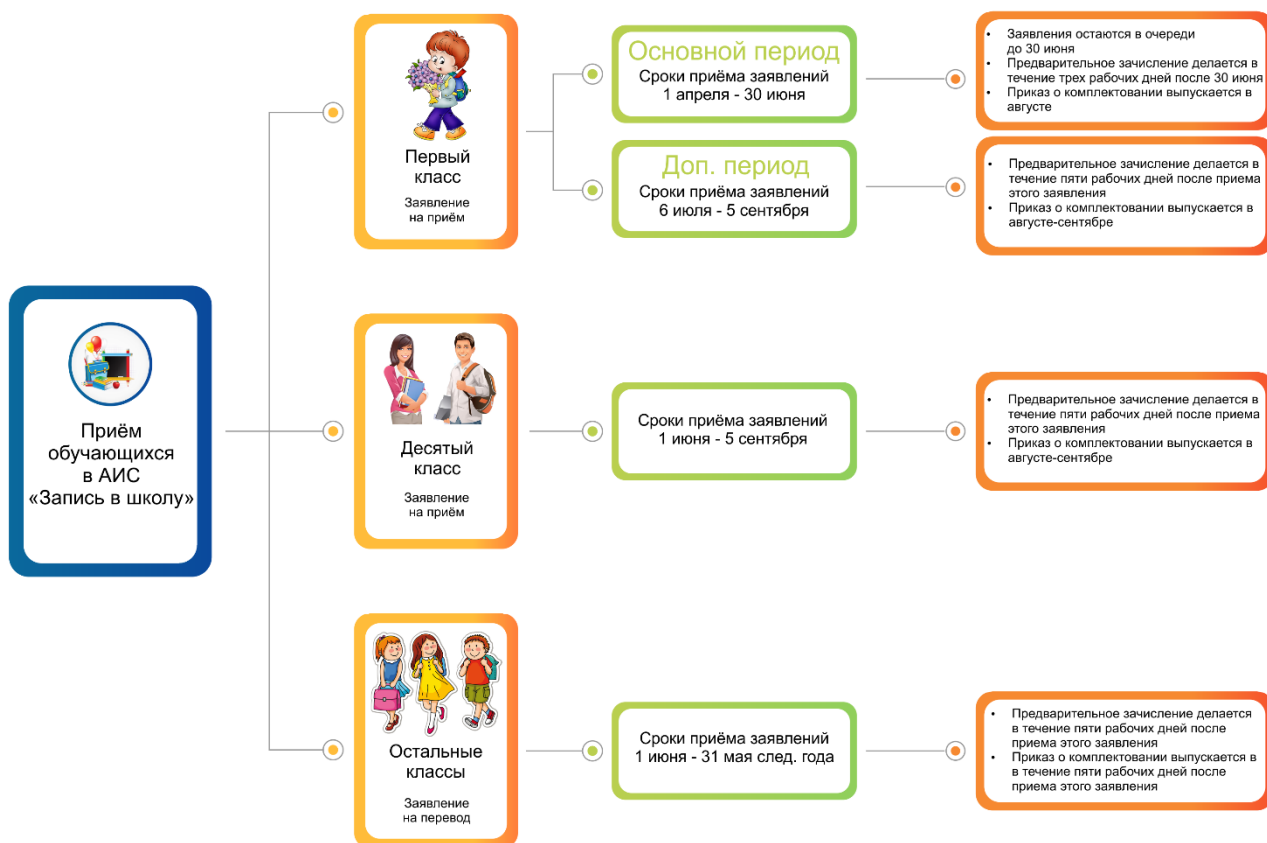 Приём
обучающихся
в АИС
«Запись в школу»
Первый
класс
Заявление
на приём
Основной период
Сроки приёма заявлений
1 апреля - 30 июня
• Заявления остаются в очереди
до 30 июня
• Предварительное зачисление делается в
течение трех рабочих дней после 30 июня
• Приказ о комплектовании выпускается в
августе
Доп. период
Сроки приёма заявлений
6 июля - 5 сентября
• Предварительное зачисление делается в
течение пяти рабочих дней после приема
этого заявления
• Приказ о комплектовании выпускается в
августе-сентябре
Десятый
класс
Заявление
на приём
Сроки приёма заявлений
1 июня - 5 сентября
• Предварительное зачисление делается в
течение пяти рабочих дней после приема
этого заявления
• Приказ о комплектовании выпускается в
августе-сентябре
Остальные
классы
Заявление
на перевод
Сроки приёма заявлений
1 июня - 31 мая след. года
• Предварительное зачисление делается
в течение пяти рабочих дней после
приема этого заявления
• Приказ о комплектовании выпускается в
в течение пяти рабочих дней после
приема этого заявления